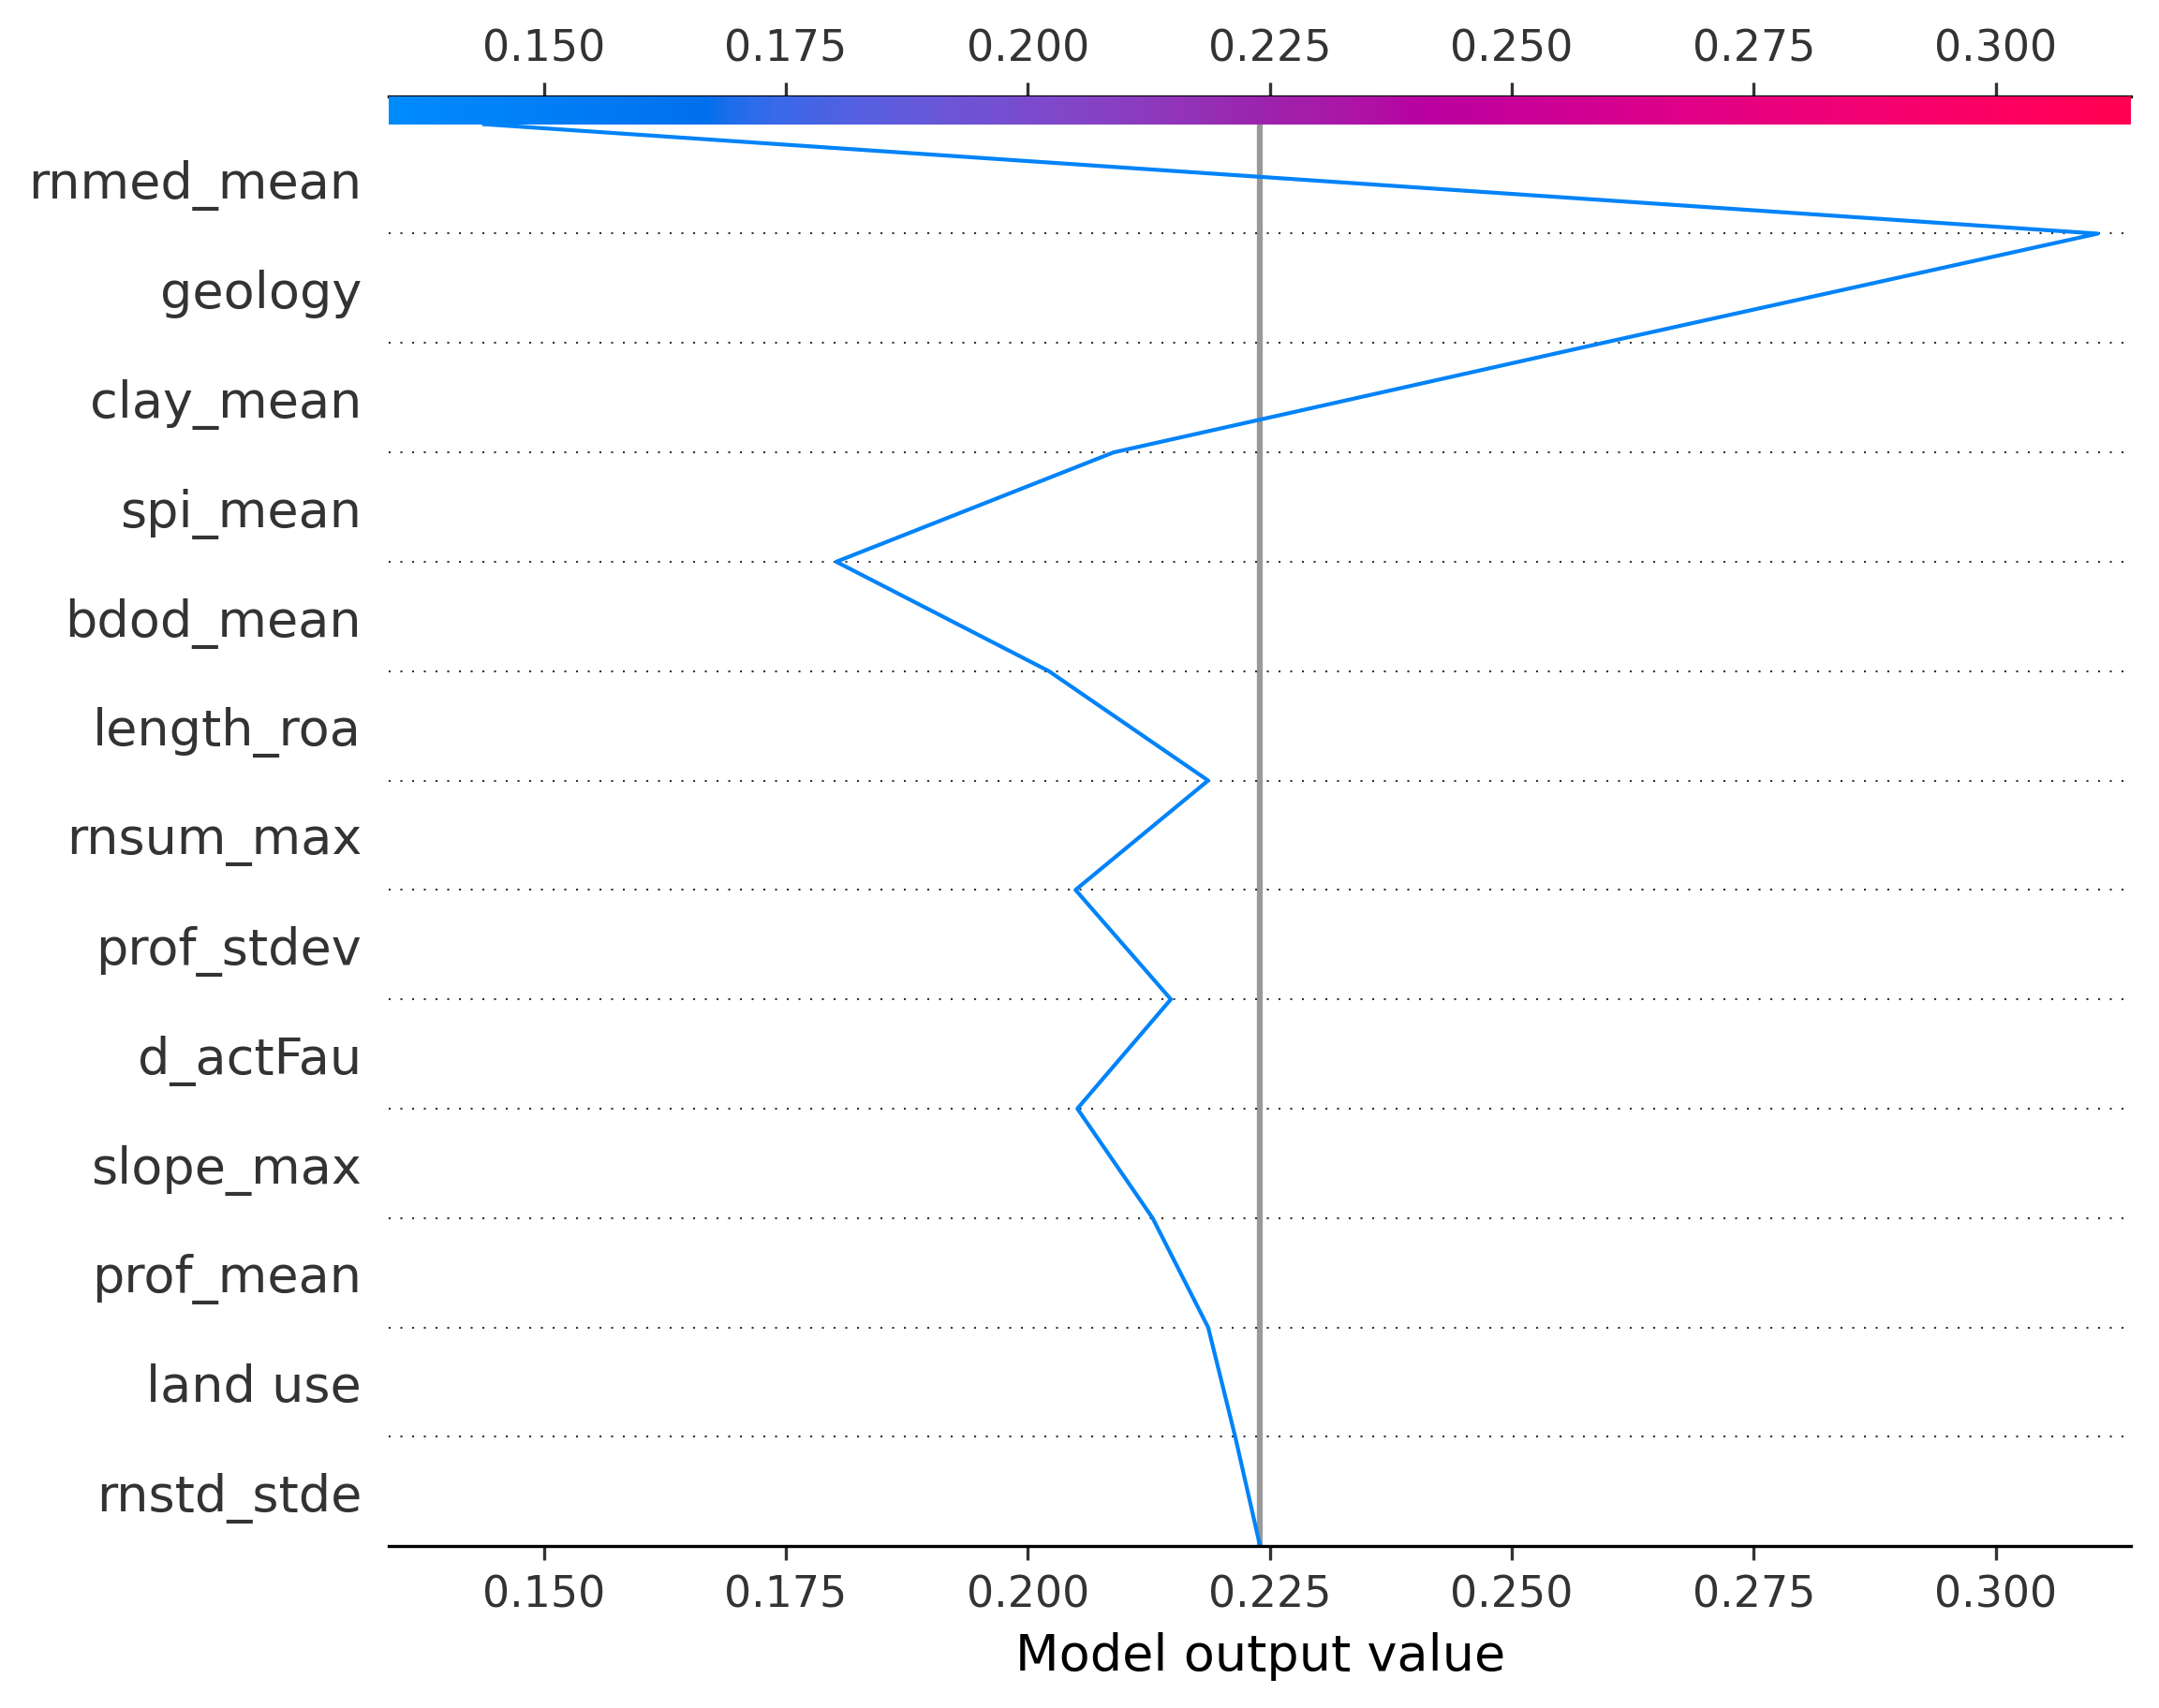 0.150 0.175 0.200 0.225 0.250 0.275 0.300
rnmed_mean
geology
clay_mean
spi_mean
bdod_mean
length_roa
rnsum_max
prof_stdev
d_actFau
slope_max
prof_mean
land use
rnstd_stde
0.150 0.175 0.200 0.225 0.250 0.275 0.300
Model output value